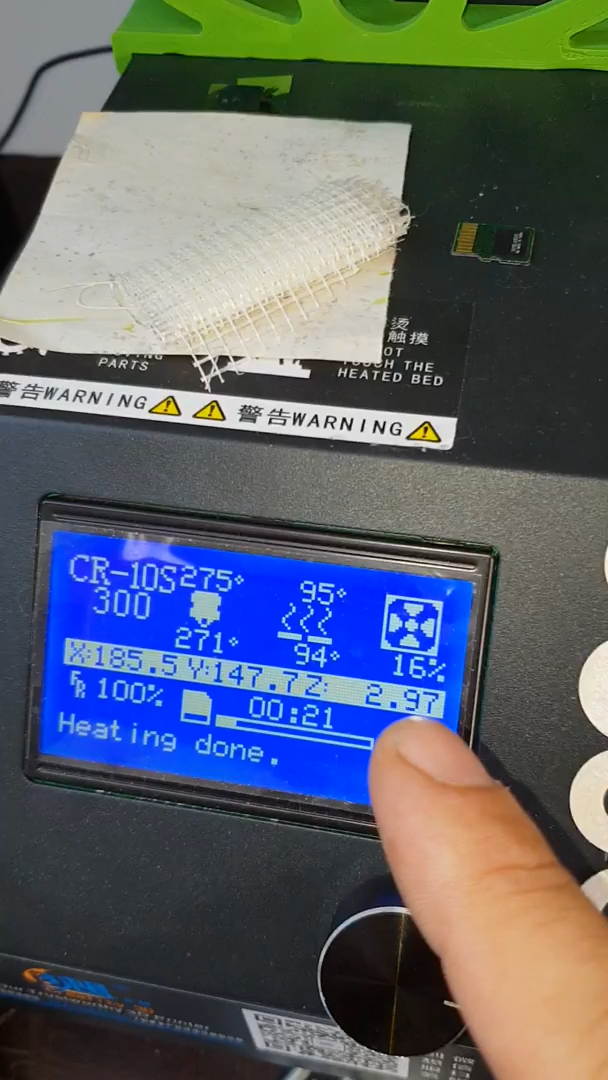 PARTS
烫
触摸
OT
TOUCH THE
HEATED BED
警告WARNING
警告WARNING
CR-10S
300
275°
271°
95°
94°
16%
X:185.5 Y:147.7 Z: 2.97
FR 100%
00:21
Heating done.